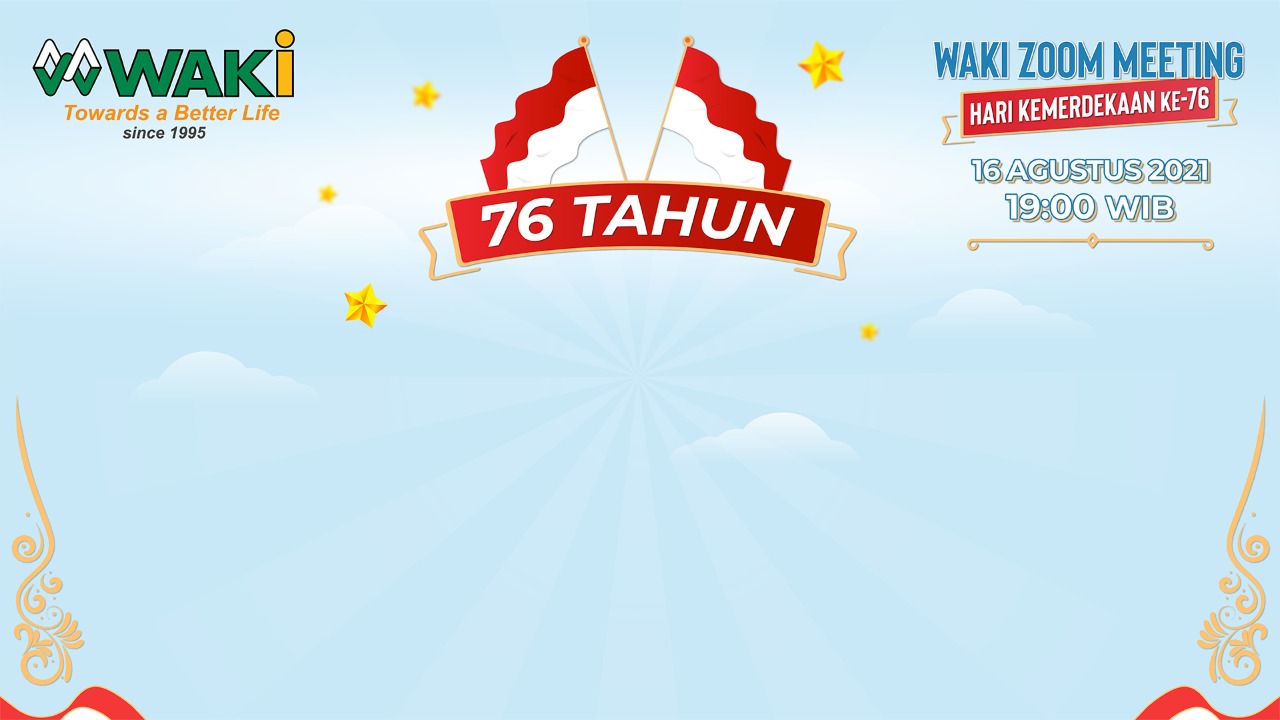 WAKi
Towards a Better Life
since 1995
76 TAHUN
WAKI ZOOM MEETING
HARI KEMERDEKAAN KE-76
16 AGUSTUS 2021
19:00 WIB